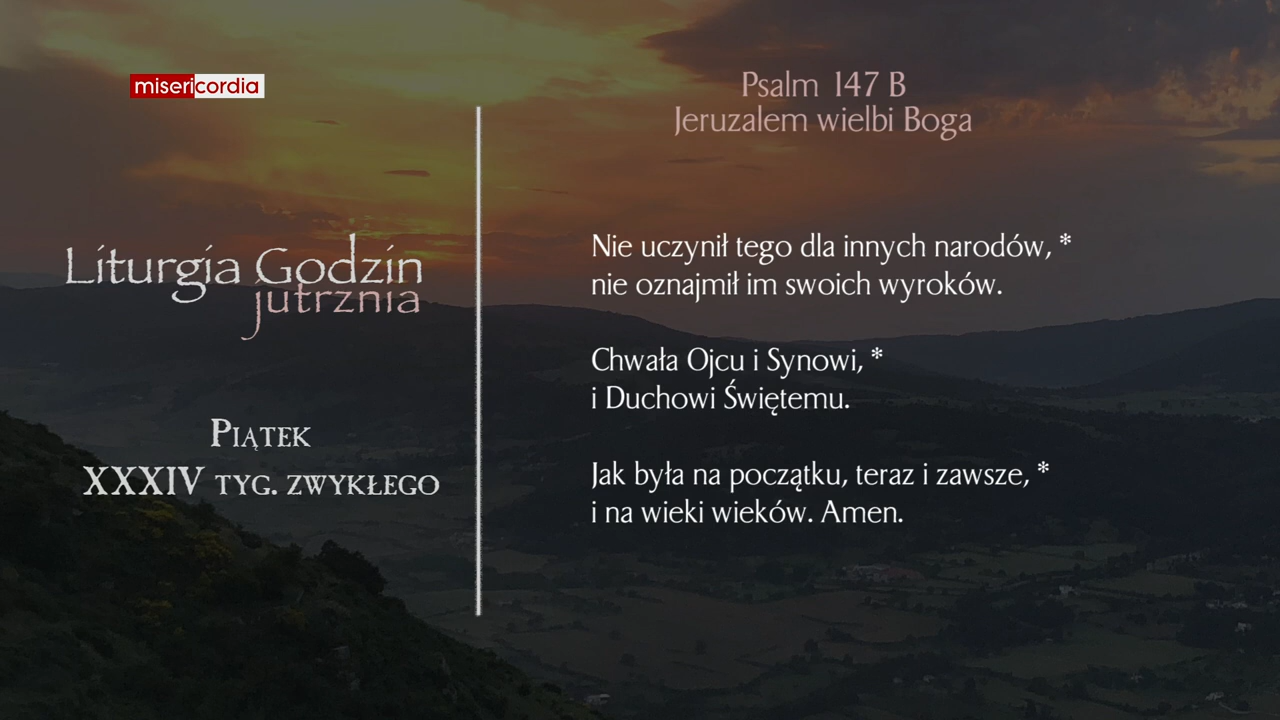 misericordia
Liturgia Godzin
jutrznia
Piątek
XXXIV tyg. zwykłego
Psalm 147 B
Jeruzalem wielbi Boga
Nie uczynił tego dla innych narodów, *
nie oznajmił im swoich wyroków.
Chwała Ojcu i Synowi, *
i Duchowi Świętemu.
Jak była na początku, teraz i zawsze, *
i na wieki wieków. Amen.